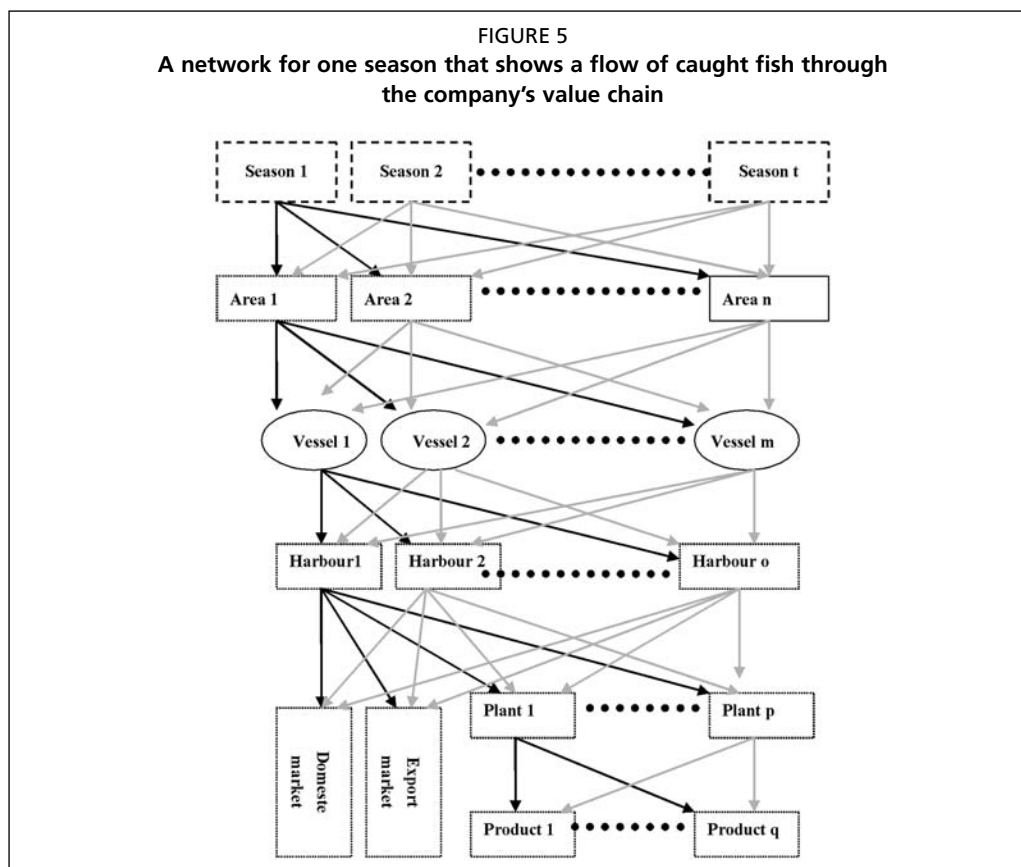 FIGURE 5
A network for one season that shows a flow of caught fish through
the company's value chain
Season 1
Season 2
Season t
Area 1
Area 2
Area n
Vessel 1
Vessel 2
Vessel m
Harbour1
Harbour 2
Harbour o
Domeste
market
Export
market
Plant 1
Plant p
Product 1
Product q